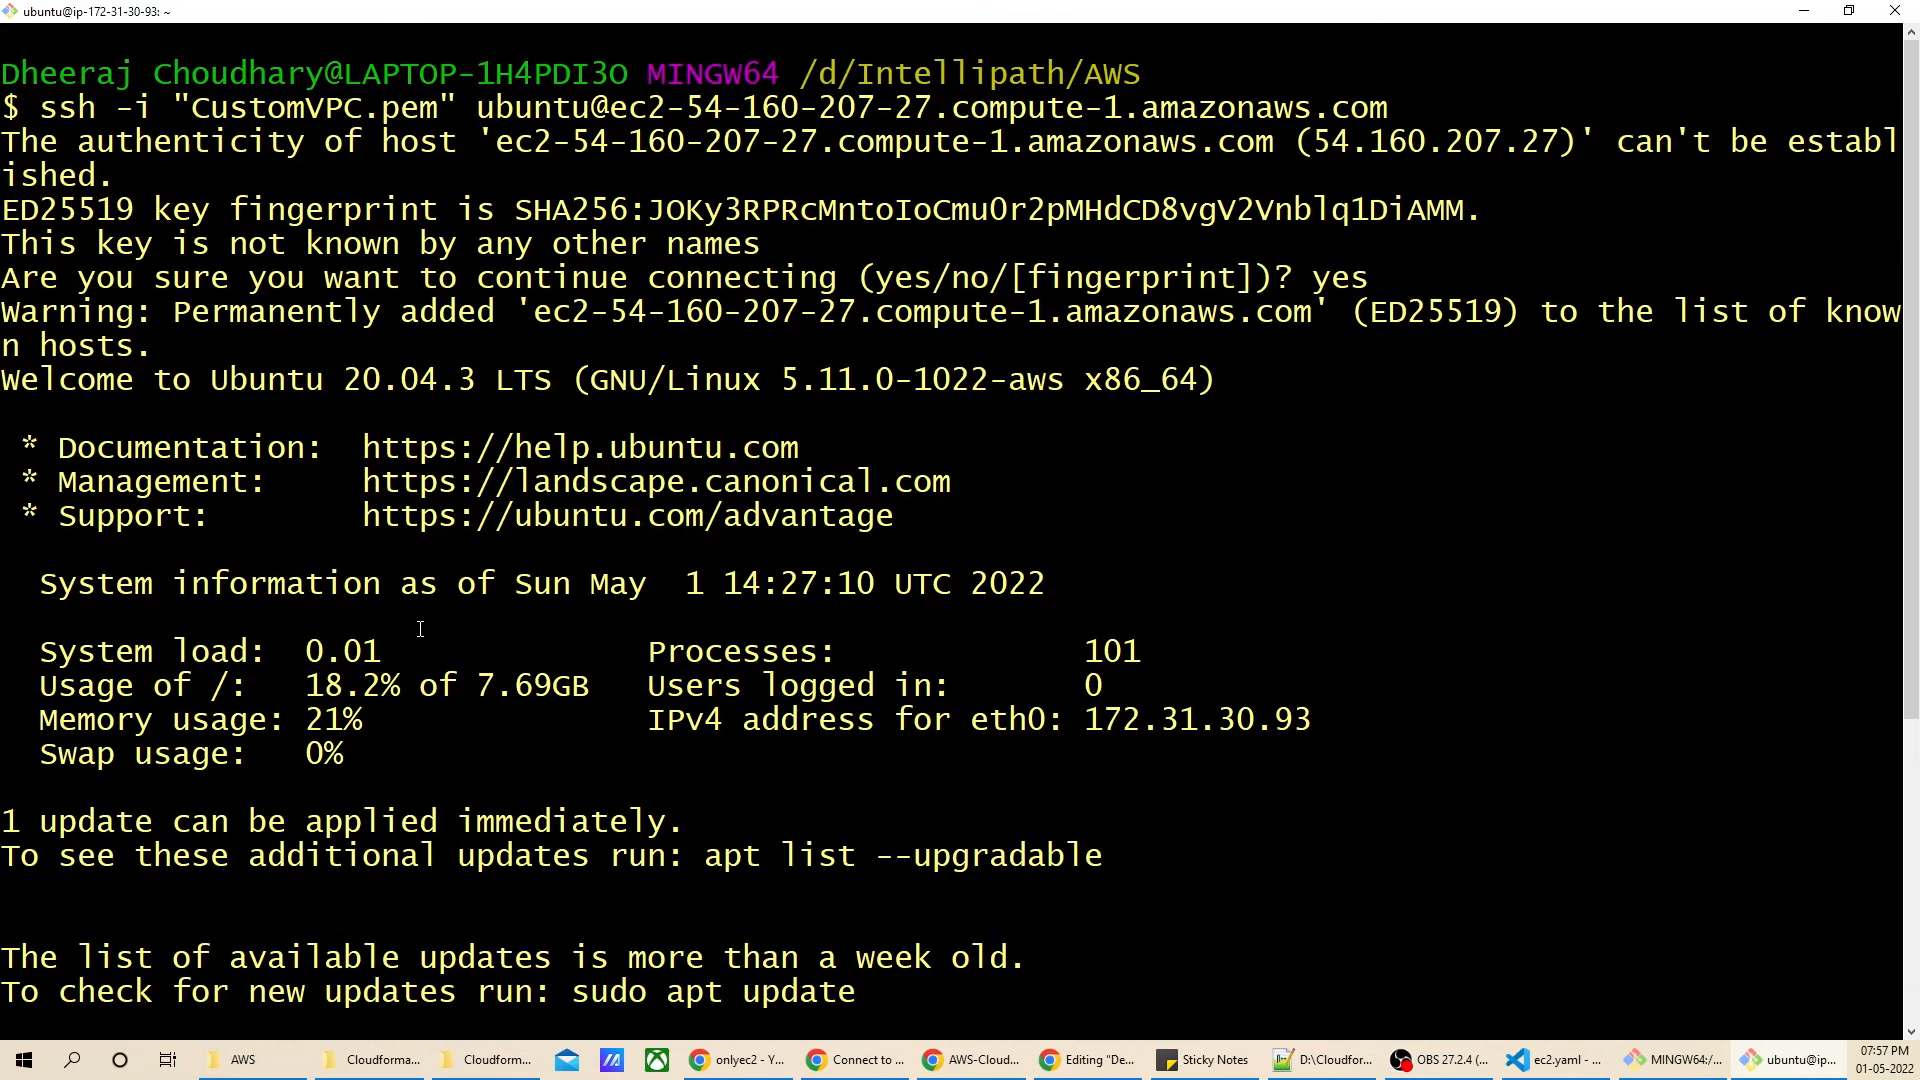 ubuntu@ip-172-31-30-93: ~
Dheeraj Choudhary@LAPTOP-1H4PDI3O MINGW64 /d/Intellipath/AWS
$ ssh -i "CustomVPC.pem" ubuntu@ec2-54-160-207-27.compute-1.amazonaws.com
The authenticity of host 'ec2-54-160-207-27.compute-1.amazonaws.com (54.160.207.27)' can't be establ
ished.
ED25519 key fingerprint is SHA256:JOKy3RPRcMntoIoCmu0r2pMHdCD8vgV2Vnblq1DiAMM.
This key is not known by any other names
Are you sure you want to continue connecting (yes/no/[fingerprint])? yes
Warning: Permanently added 'ec2-54-160-207-27.compute-1.amazonaws.com' (ED25519) to the list of know
n hosts.
Welcome to Ubuntu 20.04.3 LTS (GNU/Linux 5.11.0-1022-aws x86_64)
* Documentation:  https://help.ubuntu.com
* Management:     https://landscape.canonical.com
* Support:        https://ubuntu.com/advantage
System information as of Sun May  1 14:27:10 UTC 2022
System load:  0.01              Processes:             101
Usage of /:   18.2% of 7.69GB   Users logged in:       0
Memory usage: 21%               IPv4 address for eth0: 172.31.30.93
Swap usage:   0%
1 update can be applied immediately.
To see these additional updates run: apt list --upgradable
The list of available updates is more than a week old.
To check for new updates run: sudo apt update
AWS Cloudforma... Cloudform... onlyec2 - Y... Connect to ... AWS-Cloud... Editing "De... Sticky Notes D:\Cloudfor... OBS 27.2.4 (... ec2.yaml - ... MINGW64:/... ubuntu@ip... 07:57 PM
01-05-2022